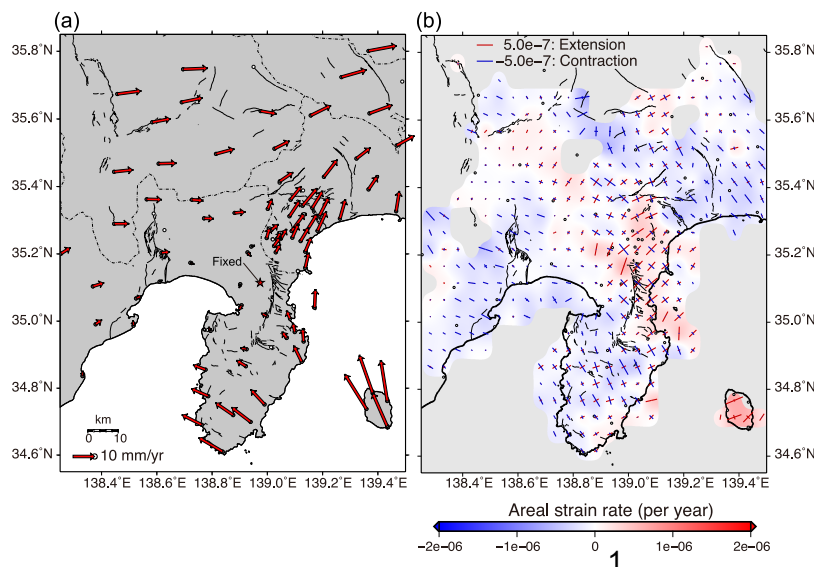 (a)
(b)
35.8°N
35.6°N
35.4°N
35.2°N
35.0°N
34.8°N
34.6°N
Fixed
km
0 10
10 mm/yr
138.4°E 138.6°E 138.8°E 139.0°E 139.2°E 139.4°E
5.0e−7: Extension
−5.0e−7: Contraction
35.8°N
35.6°N
35.4°N
35.2°N
35.0°N
34.8°N
34.6°N
138.4°E 138.6°E 138.8°E 139.0°E 139.2°E 139.4°E
Areal strain rate (per year)
−2e−06 −1e−06 0 1e−06 2e−06
1